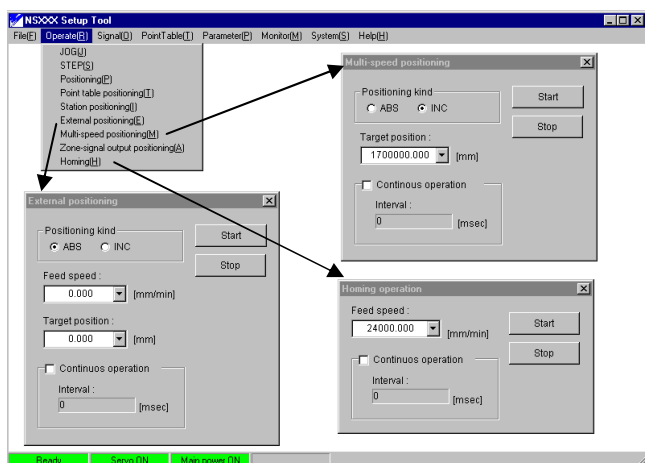 NSXXX Setup Tool
File(F) Operate(R) Signal(O) PointTable(T) Parameter(P) Monitor(M) System(S) Help(H)
JOG(J)
STEP(S)
Positioning(P)
Point table positioning(T)
Station positioning(I)
External positioning(E)
Multi-speed positioning(M)
Zone-signal output positioning(A)
Homing(H)
Multi-speed positioning
Positioning kind
ABS INC
Start
Stop
Target position :
1700000.000 [mm]
Continous operation
Interval :
0 [msec]
External positioning
Positioning kind
ABS INC
Start
Stop
Feed speed :
0.000 [mm/min]
Target position :
0.000 [mm]
Continuos operation
Interval :
0 [msec]
Homing operation
Feed speed :
24000.000 [mm/min]
Start
Stop
Continuos operation
Interval :
0 [msec]
Ready Servo ON Main power ON